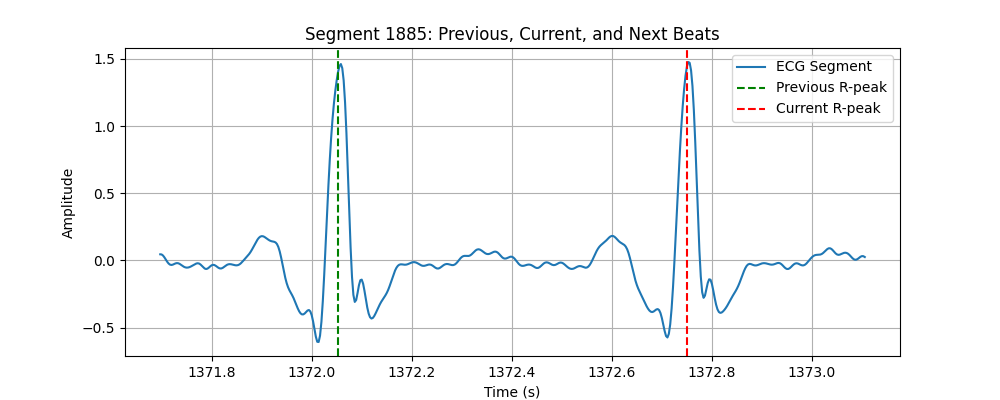 Segment 1885: Previous, Current, and Next Beats
ECG Segment
Previous R-peak
Current R-peak
1.5
1.0
0.5
0.0
−0.5
Amplitude
1371.8 1372.0 1372.2 1372.4 1372.6 1372.8 1373.0
Time (s)